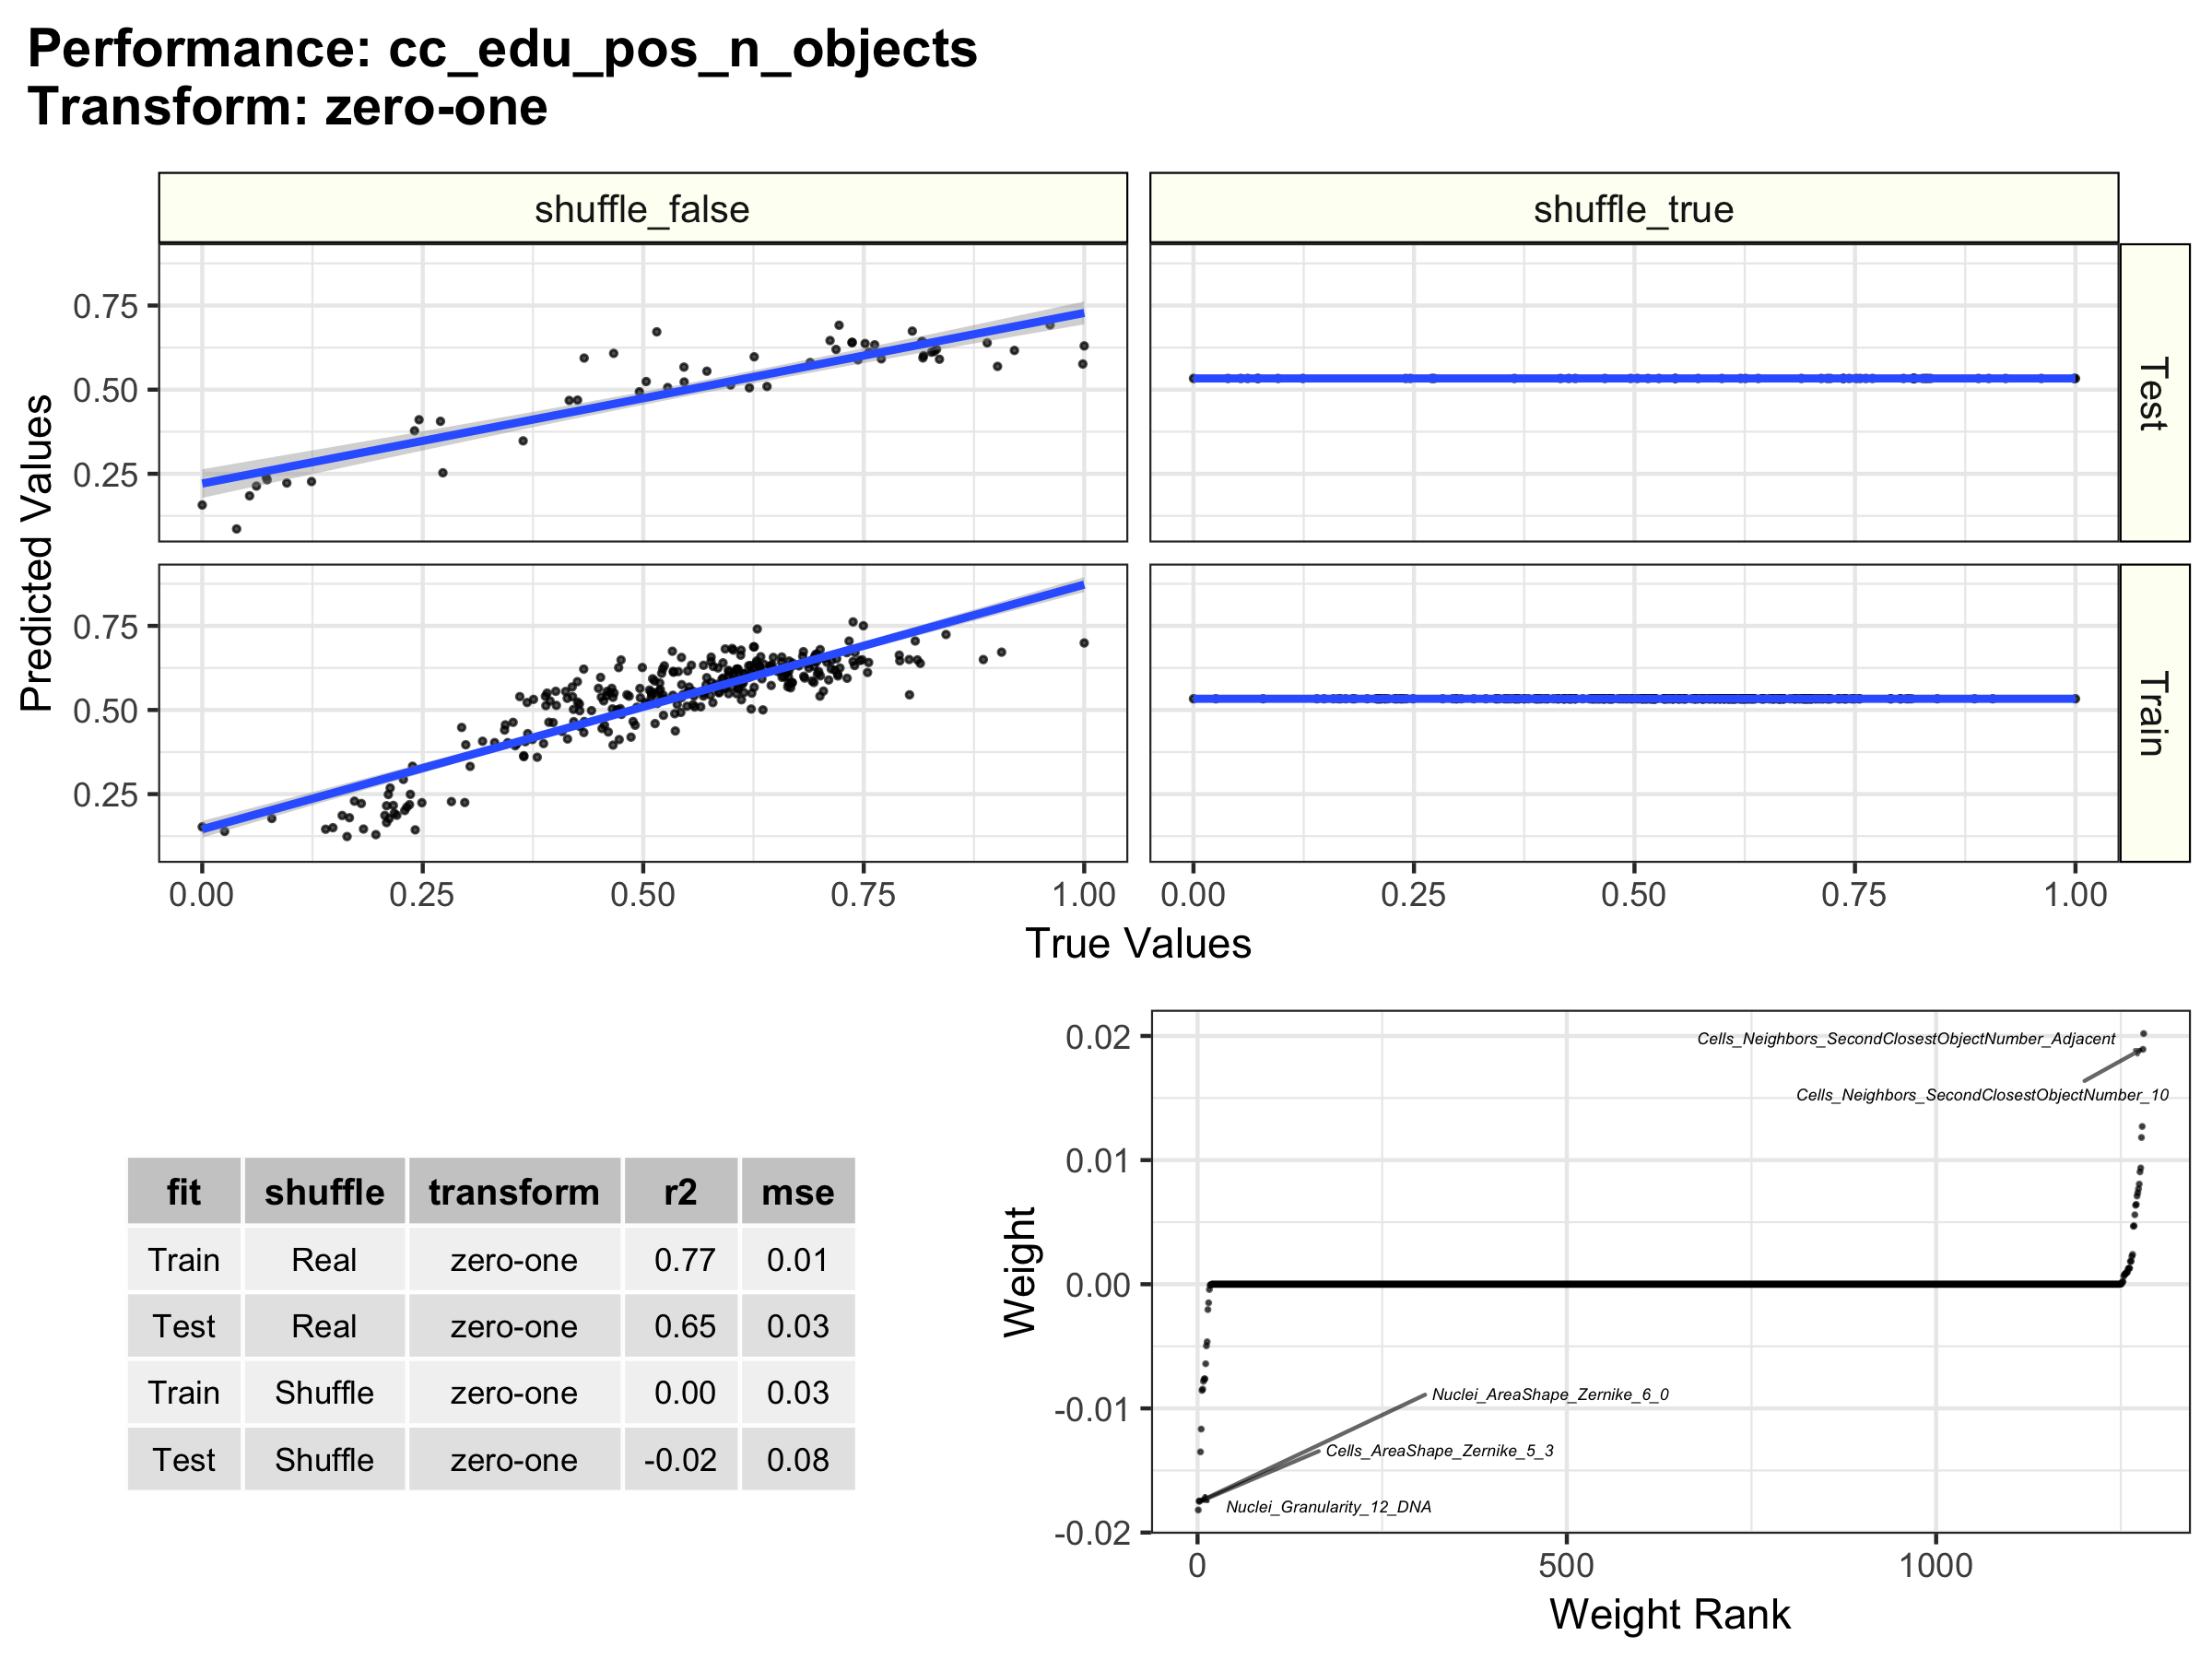 Performance: cc_edu_pos_n_objects
Transform: zero-one
shuffle_false
shuffle_true
0.75
0.50
0.25
Test
0.75
0.50
0.25
Train
Predicted Values
0.00 0.25 0.50 0.75 1.00 0.00 0.25 0.50 0.75 1.00
True Values
fit shuffle transform r2 mse
Train Real zero-one 0.77 0.01
Test Real zero-one 0.65 0.03
Train Shuffle zero-one 0.00 0.03
Test Shuffle zero-one -0.02 0.08
0.02
0.01
0.00
-0.01
-0.02
Weight
Cells_Neighbors_SecondClosestObjectNumber_Adjacent
Cells_Neighbors_SecondClosestObjectNumber_10
Nuclei_AreaShape_Zernike_6_0
Cells_AreaShape_Zernike_5_3
Nuclei_Granularity_12_DNA
0 500 1000
Weight Rank